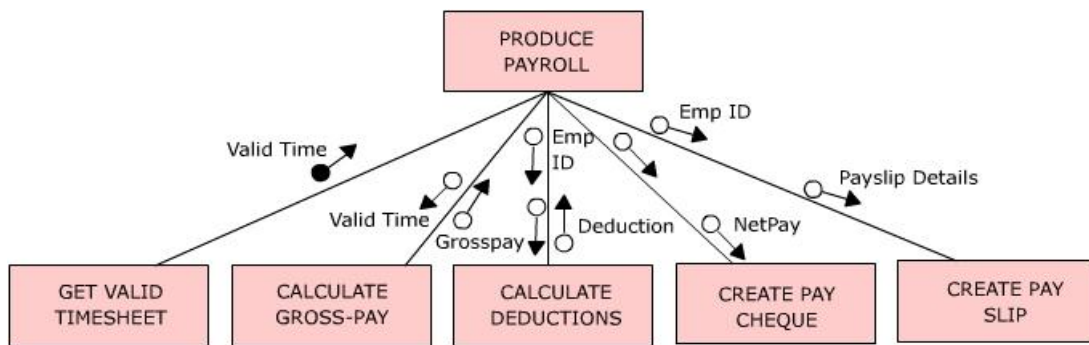 PRODUCE
PAYROLL
Emp ID
Valid Time
Emp
ID
Payslip Details
Valid Time
Grosspay
Deduction
NetPay
GET VALID
TIMESHEET
CALCULATE
GROSS-PAY
CALCULATE
DEDUCTIONS
CREATE PAY
CHEQUE
CREATE PAY
SLIP